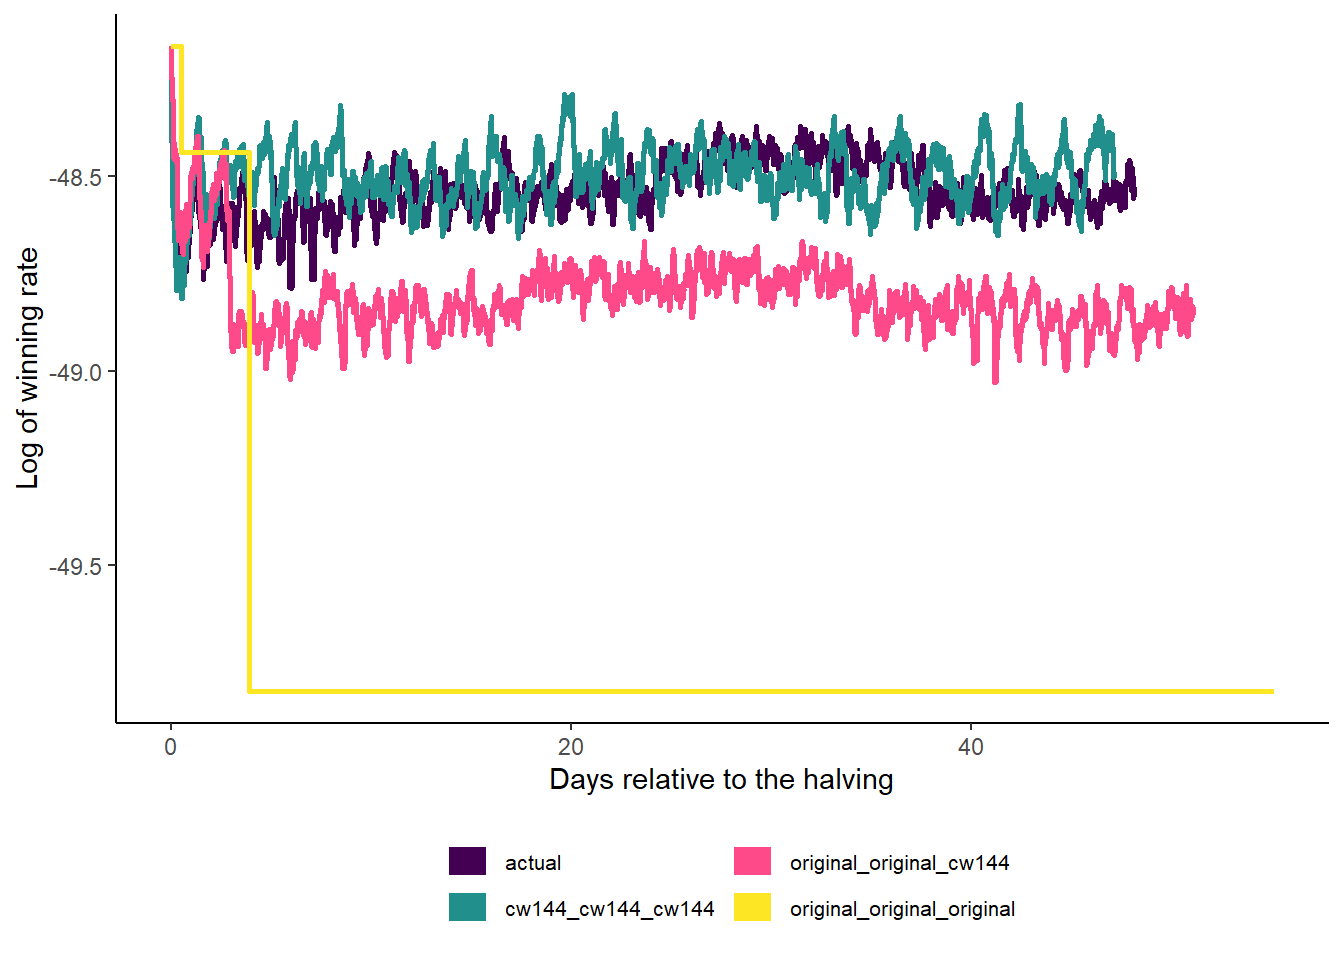 Log of winning rate
-48.5
-49.0
-49.5
0 20 40
Days relative to the halving
actual original_original_cw144
cw144_cw144_cw144 original_original_original